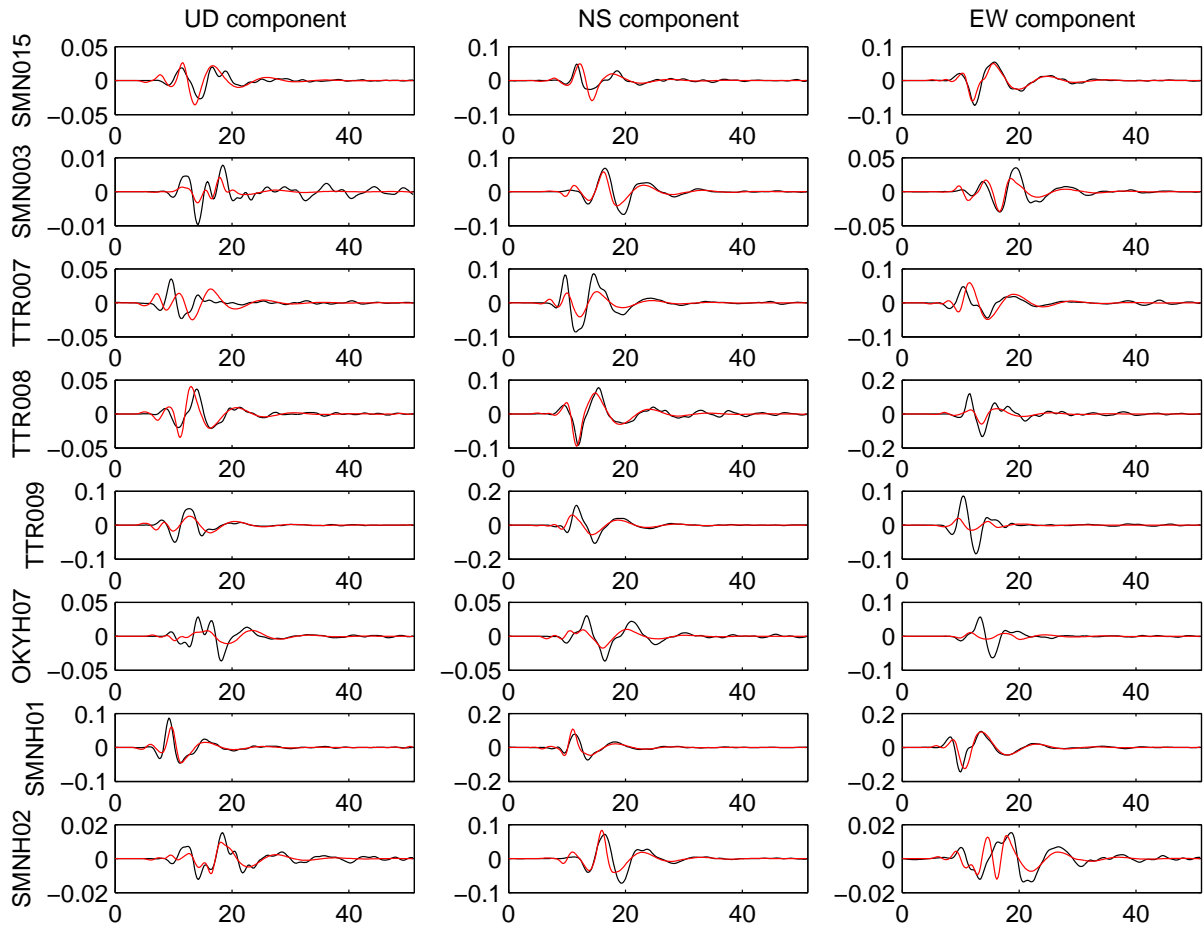 UD component NS component EW component
SMN015
0.05 0.1 0.1
0 0 0
−0.05 −0.1 −0.1
0 20 40 0 20 40 0 20 40
SMN003
0.01 0.1 0.05
0 0 0
−0.01 −0.1 −0.05
0 20 40 0 20 40 0 20 40
TTR007
0.05 0.1 0.1
0 0 0
−0.05 −0.1 −0.1
0 20 40 0 20 40 0 20 40
TTR008
0.05 0.1 0.2
0 0 0
−0.05 −0.1 −0.2
0 20 40 0 20 40 0 20 40
TTR009
0.1 0.2 0.1
0 0 0
−0.1 −0.2 −0.1
0 20 40 0 20 40 0 20 40
OKYH07
0.05 0.05 0.1
0 0 0
−0.05 −0.05 −0.1
0 20 40 0 20 40 0 20 40
SMNH01
0.1 0.2 0.2
0 0 0
−0.1 −0.2 −0.2
0 20 40 0 20 40 0 20 40
SMNH02
0.02 0.1 0.02
0 0 0
−0.02 −0.1 −0.02
0 20 40 0 20 40 0 20 40